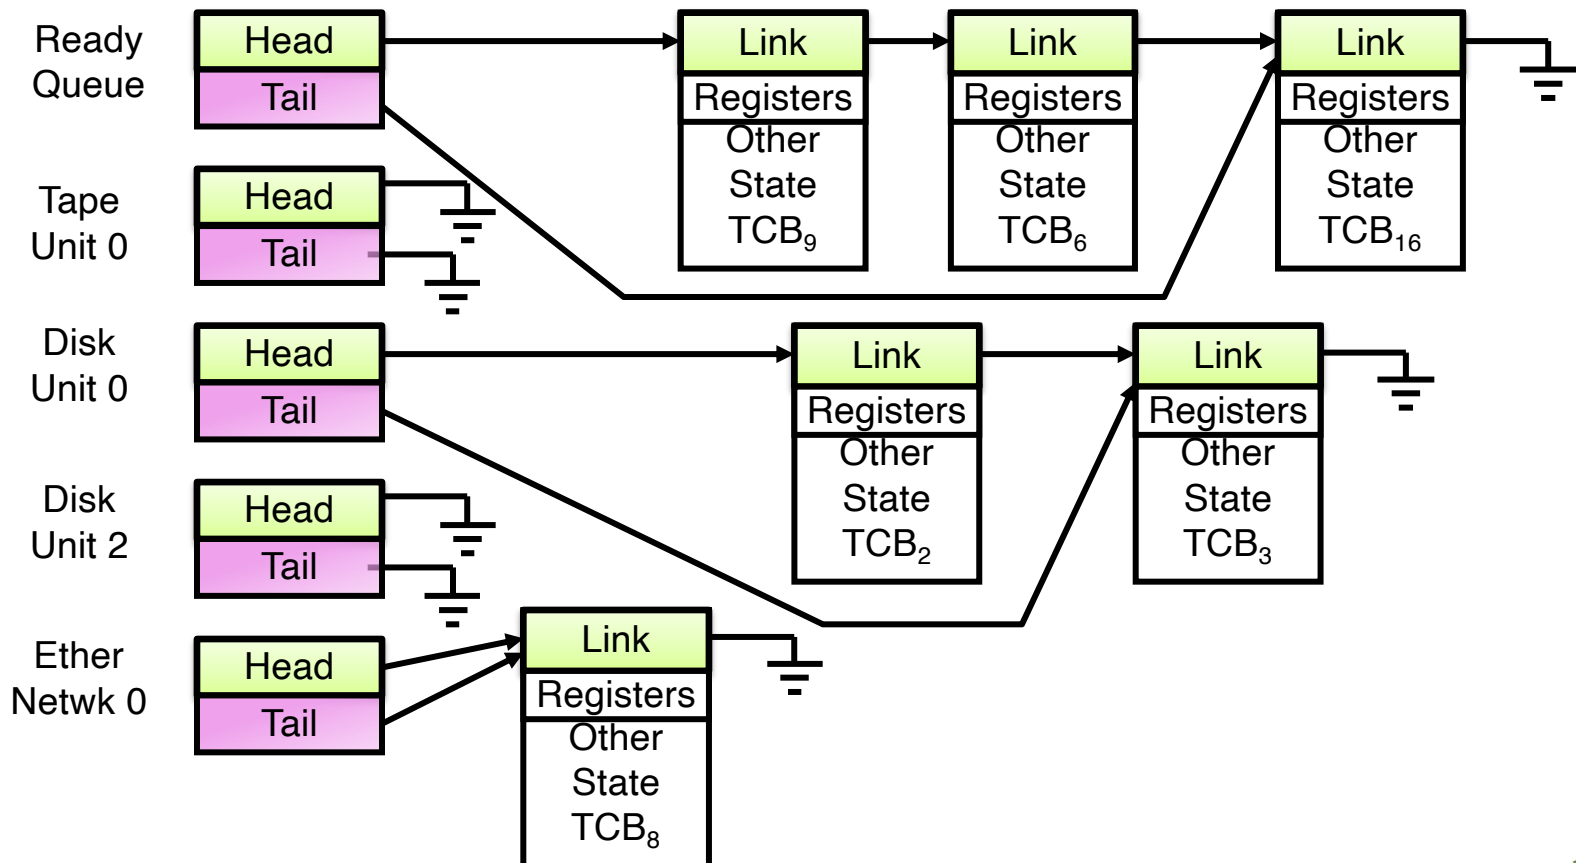 Ready
Queue
Head
Tail
Link
Registers
Other
State
TCB₉
Link
Registers
Other
State
TCB₆
Link
Registers
Other
State
TCB₁₆
Tape
Unit 0
Head
Tail
Disk
Unit 0
Head
Tail
Link
Registers
Other
State
TCB₂
Link
Registers
Other
State
TCB₃
Disk
Unit 2
Head
Tail
Ether
Netwk 0
Head
Tail
Link
Registers
Other
State
TCB₈